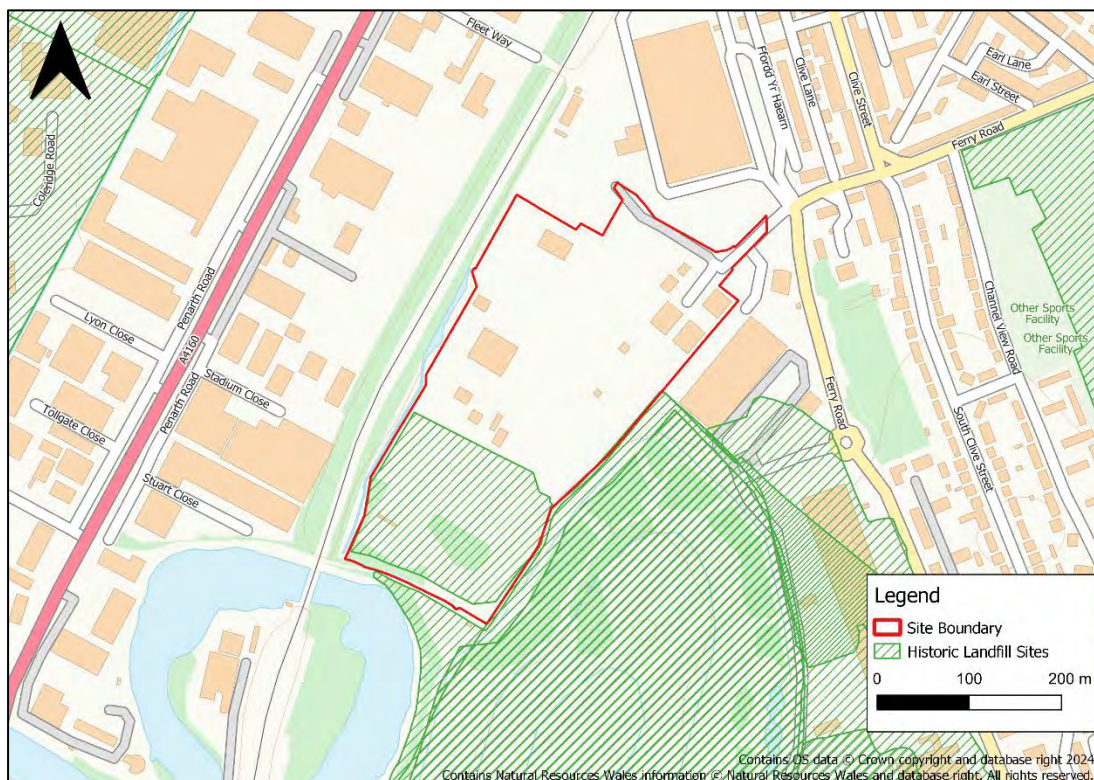 Fleet Way
Coleridge Road
Penarth Road
A4160
Penarth Road
Lyon Close
Tollgate Close
Stadium Close
Stuart Close
Ffordd Yr Haearn
Clive Lane
Clive Street
Earl Lane
Earl Street
Ferry Road
Ferry Road
Channel View Road
South Clive Street
Other Sports
Facility
Other Sports
Facility
Legend
Site Boundary
Historic Landfill Sites
0 100 200 m
Contains OS data © Crown copyright and database right 2024
Contains Natural Resources Wales information © Natural Resources Wales and database right. All rights reserved.